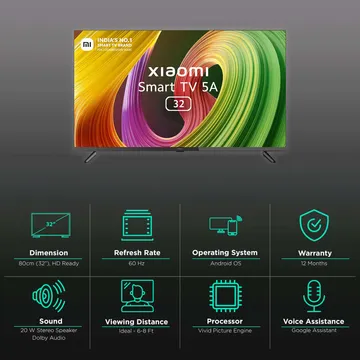 mi
INDIA'S NO.1
SMART TV BRAND
xiaomi
Smart TV 5A
32
32"
Dimension
80cm (32"), HD Ready
Refresh Rate
60 Hz
Operating System
Android OS
Warranty
12 Months
Sound
20 W Stereo Speaker
Dolby Audio
Viewing Distance
Ideal - 6-8 Ft
Processor
Vivid Picture Engine
Voice Assistance
Google Assistant